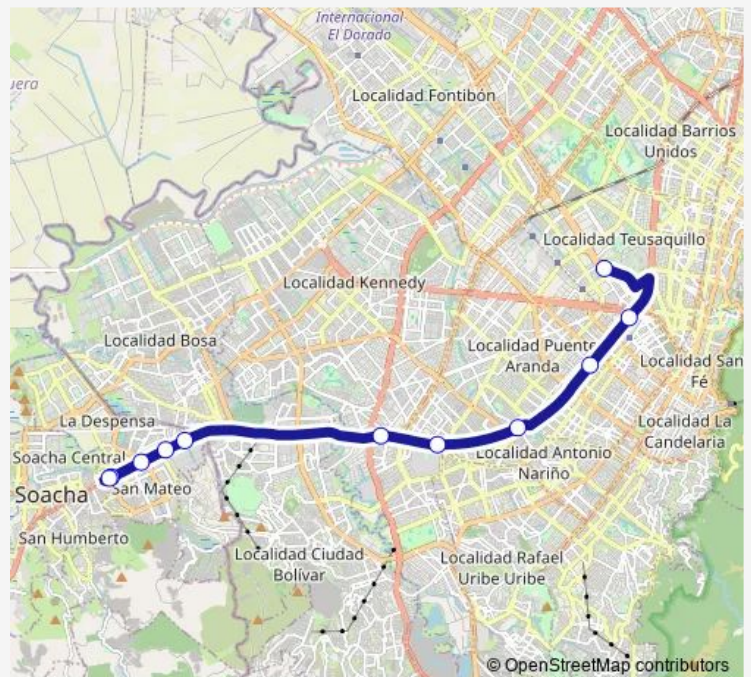 Internacional
El Dorado
uera
Localidad Fontibón
Localidad Barrios
Unidos
Localidad Teusaquillo
Localidad Kennedy
Localidad Bosa
Localidad Puente
Aranda
Localidad San
Fé
La Despensa
Localidad La
Candelaria
Soacha Central
Localidad Antonio
Nariño
San Mateo
Soacha
San Humberto
Localidad Ciudad
Bolívar
Localidad Rafael
Uribe Uribe
© OpenStreetMap contributors